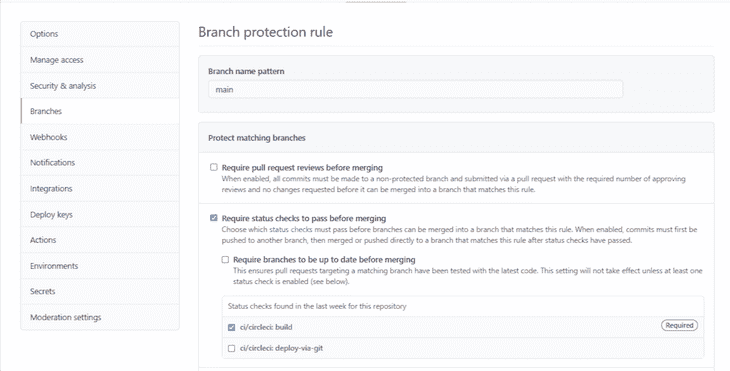 Options
Manage access
Security & analysis
Branches
Webhooks
Notifications
Integrations
Deploy keys
Actions
Environments
Secrets
Moderation settings
Branch protection rule
Branch name pattern
main
Protect matching branches
Require pull request reviews before merging
When enabled, all commits must be made to a non-protected branch and submitted via a pull request with the required number of approving
reviews and no changes requested before it can be merged into a branch that matches this rule.
Require status checks to pass before merging
Choose which status checks must pass before branches can be merged into a branch that matches this rule. When enabled, commits must first be
pushed to another branch, then merged or pushed directly to a branch that matches this rule after status checks have passed.
Require branches to be up to date before merging
This ensures pull requests targeting a matching branch have been tested with the latest code. This setting will not take effect unless at least one
status check is enabled (see below).
Status checks found in the last week for this repository
ci/circleci: build Required
ci/circleci: deploy-via-git